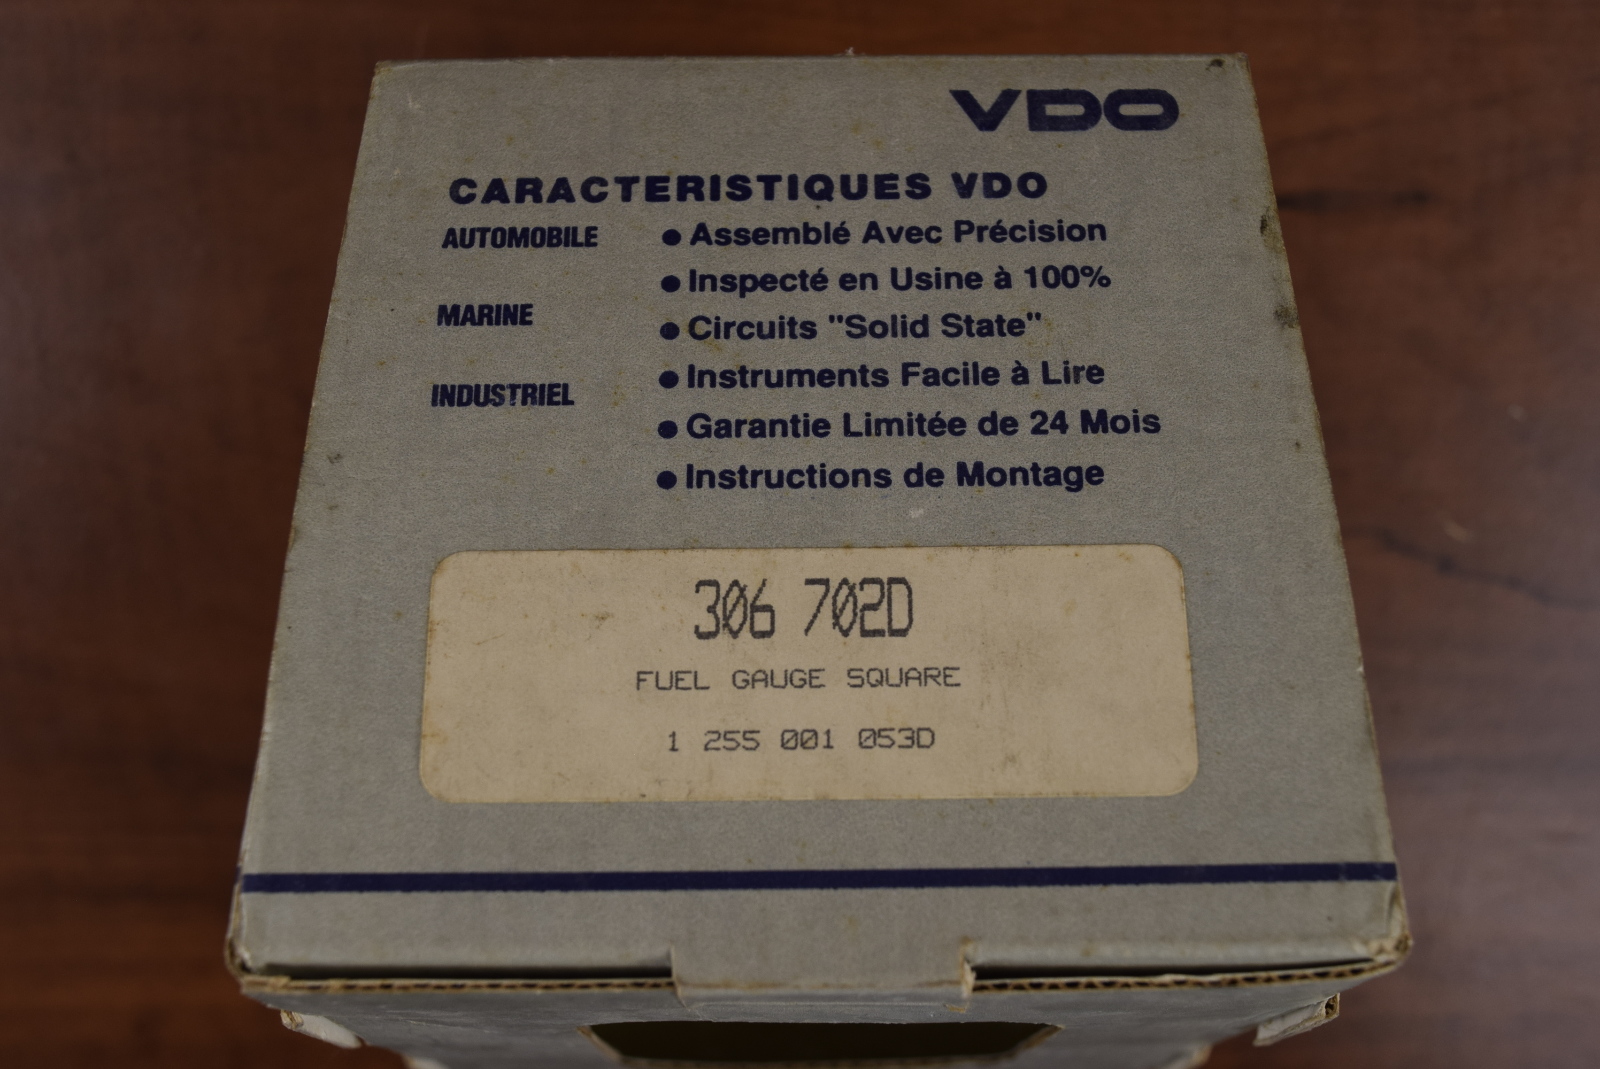 VDO
CARACTERISTIQUES VDO
AUTOMOBILE
MARINE
INDUSTRIEL
● Assemblé Avec Précision
● Inspecté en Usine à 100%
● Circuits "Solid State"
● Instruments Facile à Lire
● Garantie Limitée de 24 Mois
● Instructions de Montage
306 702D
FUEL GAUGE SQUARE
1 255 001 053D